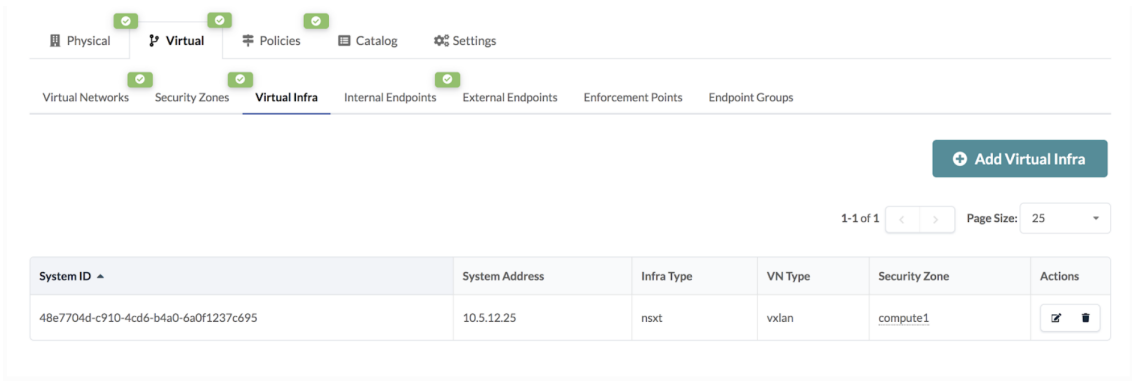 Physical Virtual Policies Catalog Settings
Virtual Networks Security Zones Virtual Infra Internal Endpoints External Endpoints Enforcement Points Endpoint Groups
Add Virtual Infra
1-1 of 1 Page Size: 25
System ID System Address Infra Type VN Type Security Zone Actions
48e7704d-c910-4cd6-b4a0-6a0f1237c695 10.5.12.25 nsxt vxlan compute1